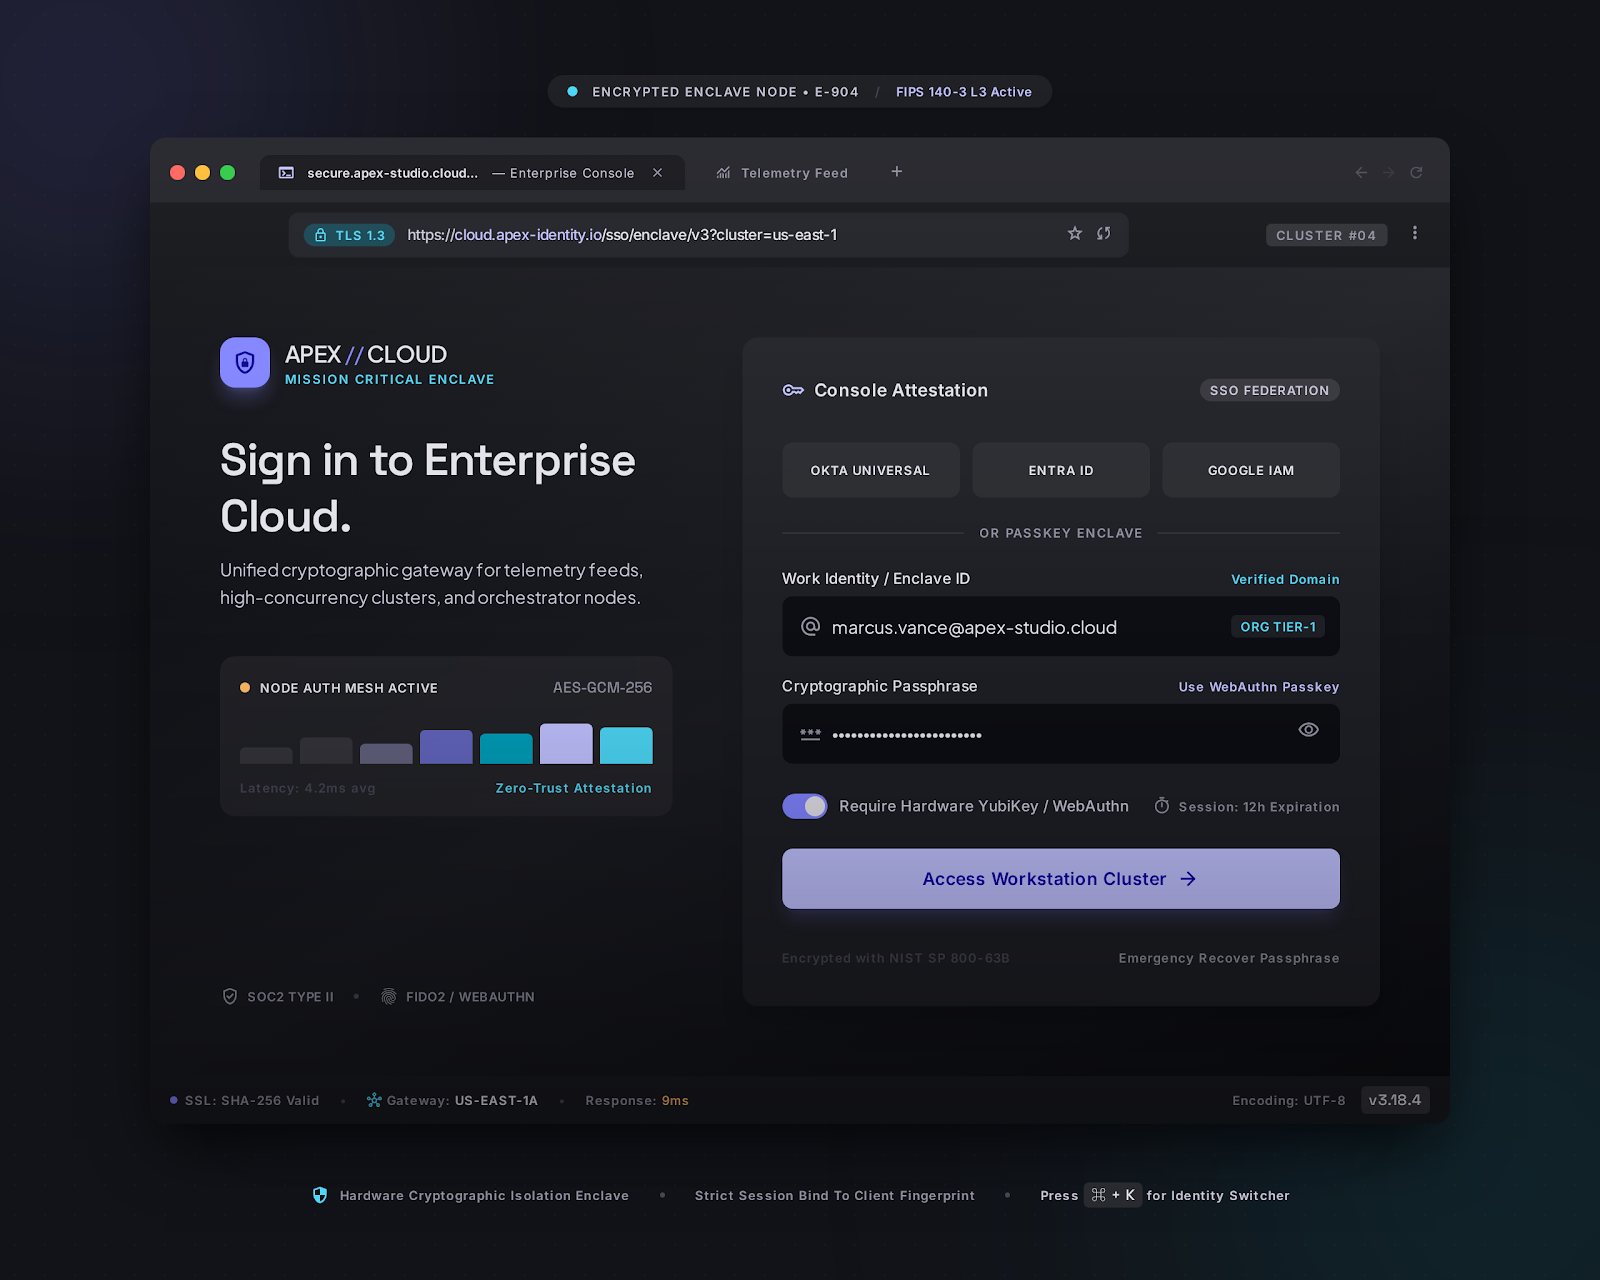 ENCRYPTED ENCLAVE NODE • E-904 / FIPS 140-3 L3 Active
secure.apex-studio.cloud... — Enterprise Console
Telemetry Feed
TLS 1.3 https://cloud.apex-identity.io/sso/enclave/v3?cluster=us-east-1
CLUSTER #04
APEX // CLOUD
MISSION CRITICAL ENCLAVE
Sign in to Enterprise
Cloud.
Unified cryptographic gateway for telemetry feeds,
high-concurrency clusters, and orchestrator nodes.
NODE AUTH MESH ACTIVE AES-GCM-256
Latency: 4.2ms avg Zero-Trust Attestation
SOC2 TYPE II • FIDO2 / WEBAUTHN
Console Attestation SSO FEDERATION
OKTA UNIVERSAL ENTRA ID GOOGLE IAM
OR PASSKEY ENCLAVE
Work Identity / Enclave ID Verified Domain
marcus.vance@apex-studio.cloud ORG TIER-1
Cryptographic Passphrase Use WebAuthn Passkey
••••••••••••••••••••••••
Require Hardware YubiKey / WebAuthn Session: 12h Expiration
Access Workstation Cluster →
Encrypted with NIST SP 800-63B Emergency Recover Passphrase
SSL: SHA-256 Valid • Gateway: US-EAST-1A • Response: 9ms Encoding: UTF-8 v3.18.4
Hardware Cryptographic Isolation Enclave • Strict Session Bind To Client Fingerprint • Press ⌘ + K for Identity Switcher